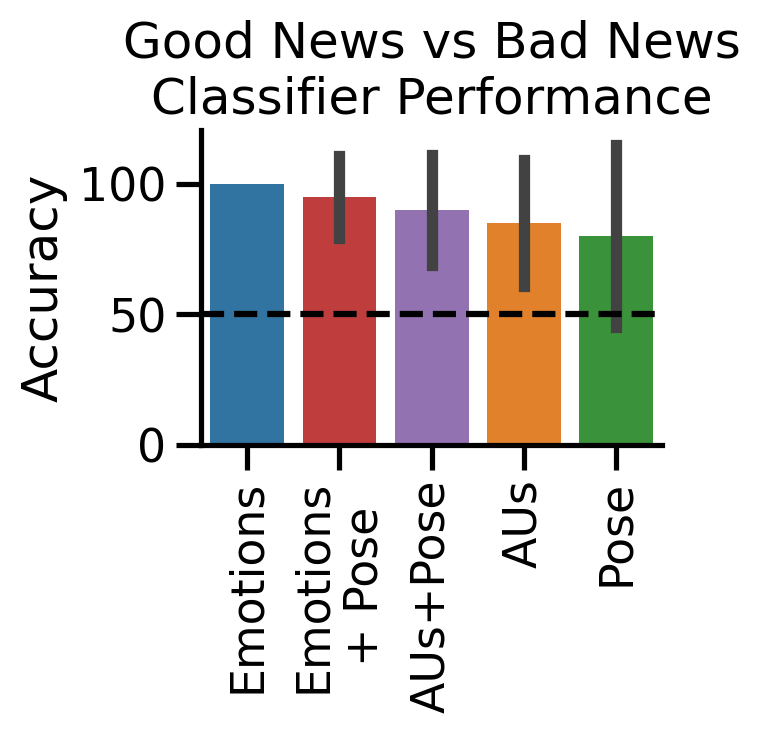 Good News vs Bad News
Classifier Performance
Accuracy
100
50
0
Emotions
Emotions
+ Pose
AUs+Pose
AUs
Pose